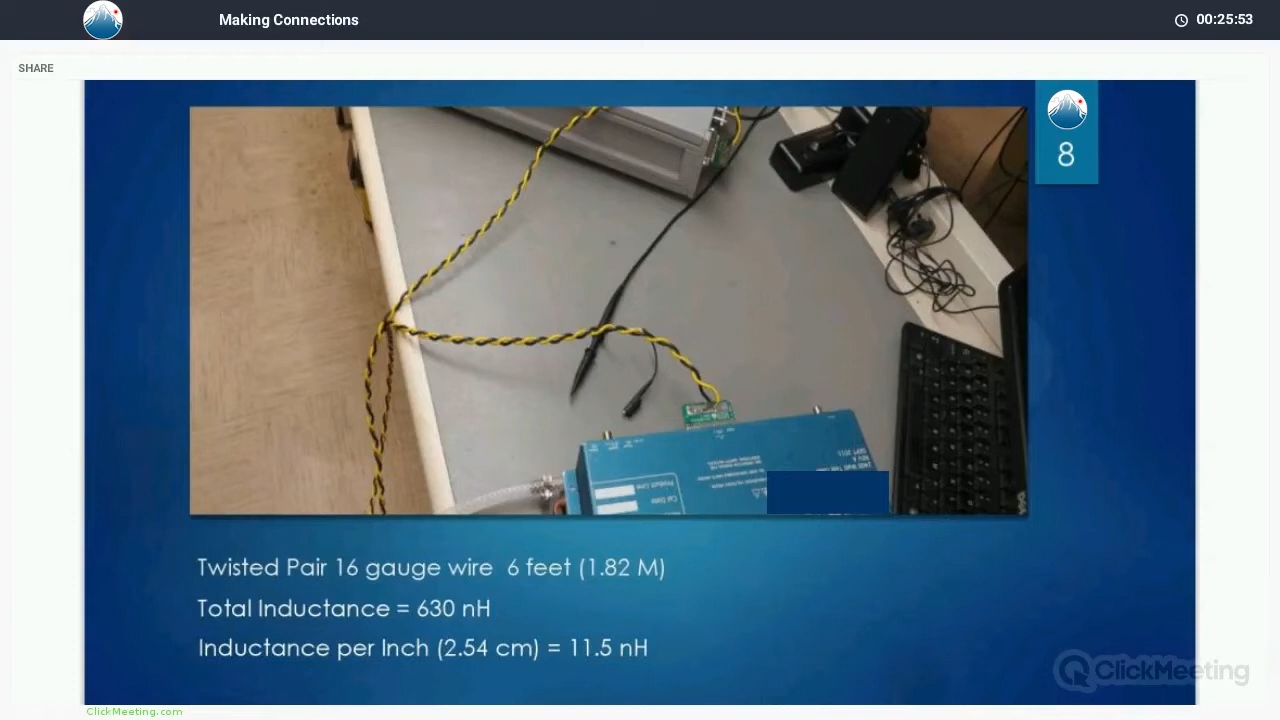 Making Connections
00:25:53
SHARE
8
Twisted Pair 16 gauge wire 6 feet (1.82 M)
Total Inductance = 630 nH
Inductance per Inch (2.54 cm) = 11.5 nH
ClickMeeting
ClickMeeting.com